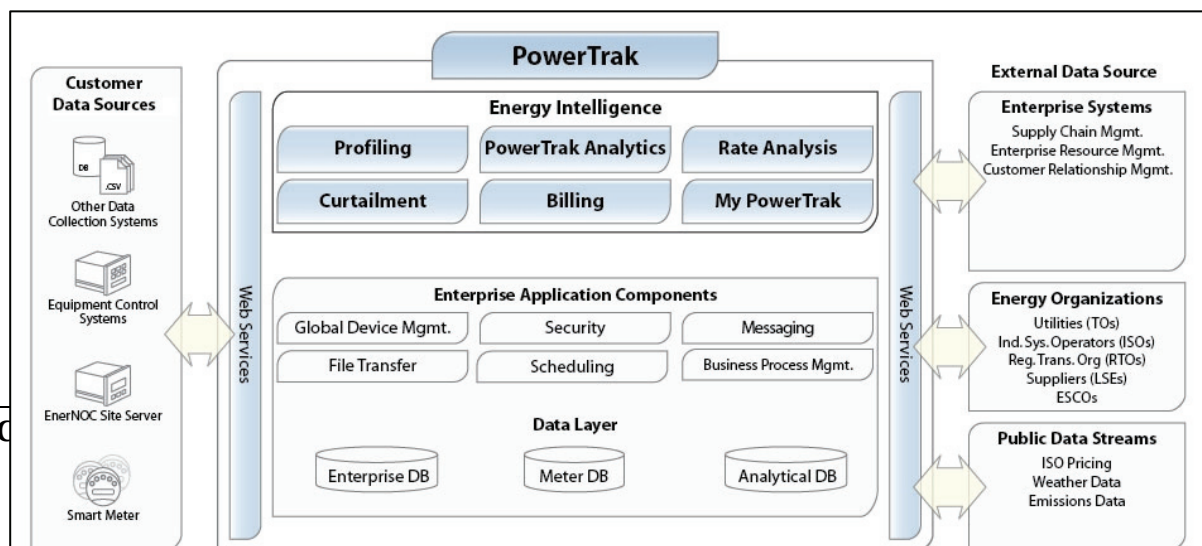 PowerTrak
Customer
Data Sources
DB
.CSV
Other Data
Collection Systems
Equipment Control
Systems
EnerNOC Site Server
Smart Meter
Web Services
Energy Intelligence
Profiling
PowerTrak Analytics
Rate Analysis
Curtailment
Billing
My PowerTrak
Enterprise Application Components
Global Device Mgmt.
Security
Messaging
File Transfer
Scheduling
Business Process Mgmt.
Data Layer
Enterprise DB
Meter DB
Analytical DB
Web Services
External Data Source
Enterprise Systems
Supply Chain Mgmt.
Enterprise Resource Mgmt.
Customer Relationship Mgmt.
Energy Organizations
Utilities (TOs)
Ind. Sys. Operators (ISOs)
Reg. Trans. Org (RTOs)
Suppliers (LSEs)
ESCOs
Public Data Streams
ISO Pricing
Weather Data
Emissions Data